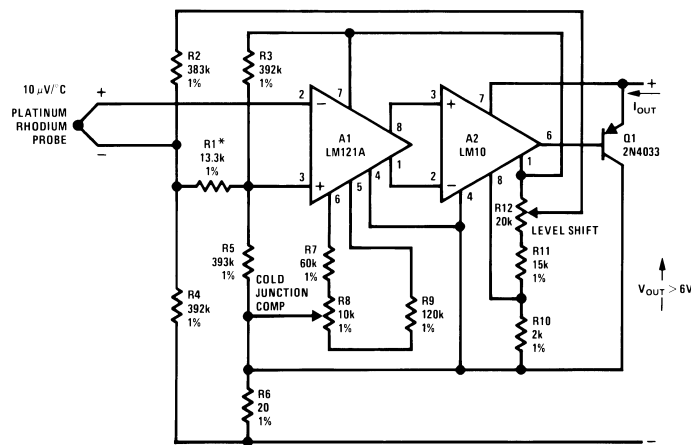 R2
383k
1%
R3
392k
1%
10 μV/°C
+
PLATINUM
RHODIUM
PROBE
−
R1*
13.3k
1%
2
−
3
+
7
A1
LM121A
8
1
4
5
6
3
+
2
−
7
A2
LM10
6
1
8
4
+
IOUT
Q1
2N4033
R12
20k
LEVEL SHIFT
R11
15k
1%
R10
2k
1%
VOUT > 6V
R5
393k
1%
R4
392k
1%
COLD
JUNCTION
COMP
R7
60k
1%
R8
10k
1%
R9
120k
1%
R6
20
1%
−